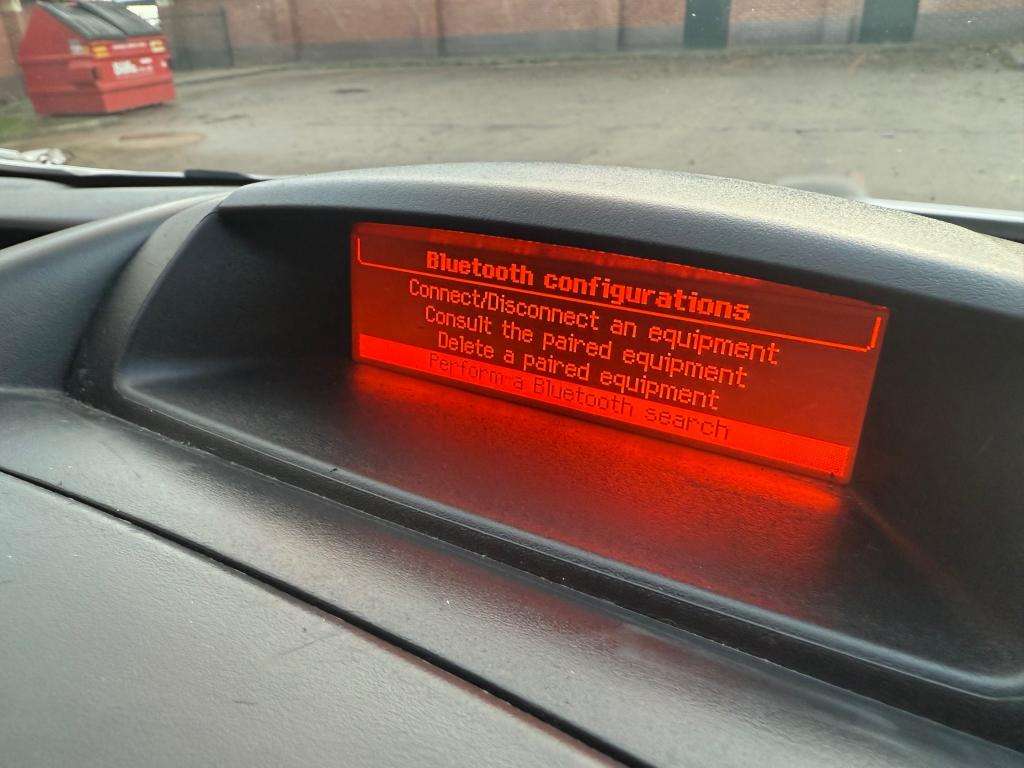 Bluetooth configurations
Connect/Disconnect an equipment
Consult the paired equipment
Delete a paired equipment
Perform a Bluetooth search